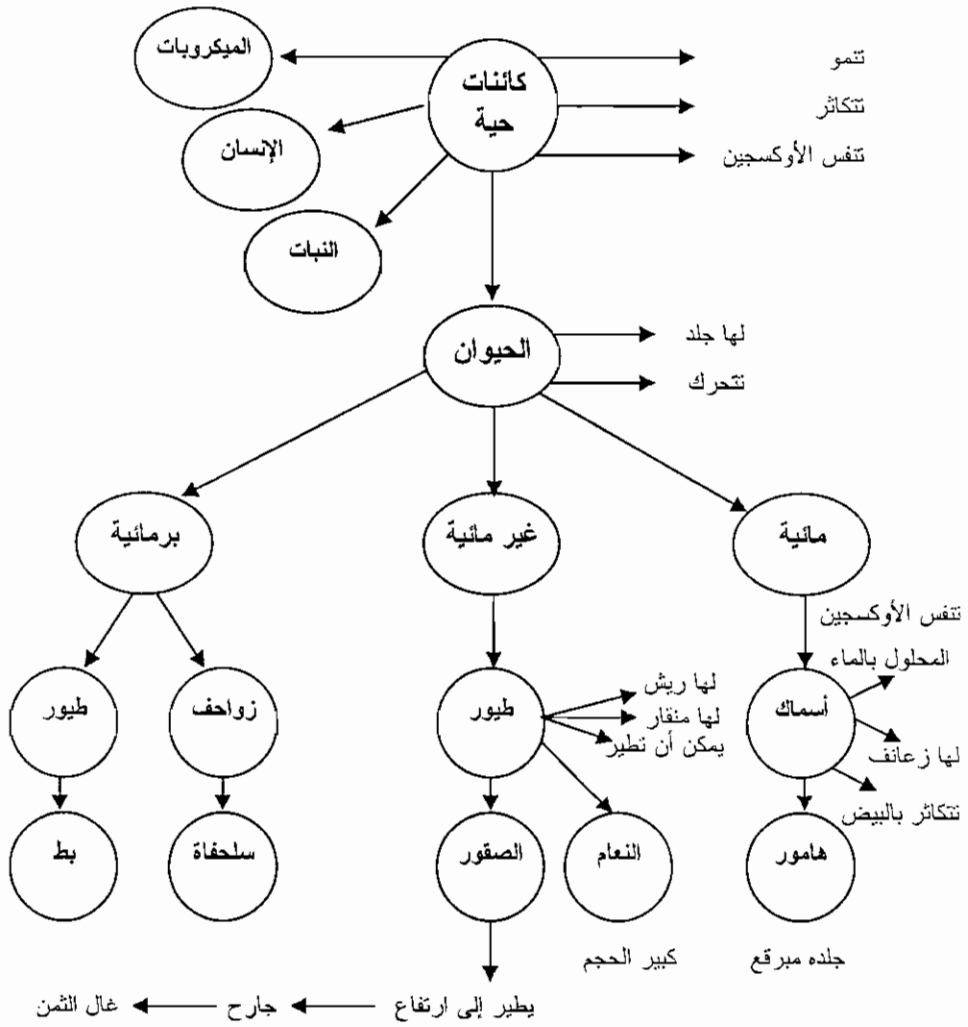 الميكروبات
كائنات
حية
تنمو
تتكاثر
تتفس الأوكسجين
الإنسان
النبات
الحيوان
لها جلد
تتحرك
مائية
غير مائية
برمائية
تتفس الأوكسجين
المحلول بالماء
أسماك
لها زعانف
تتكاثر بالبيض
طيور
لها ريش
لها منقار
يمكن أن تطير
زواحف
طيور
هامور
النعام
الصقور
سلحفاة
بط
جلده مبرقع
كبير الحجم
يطير إلى ارتفاع
جارح
غال الثمن